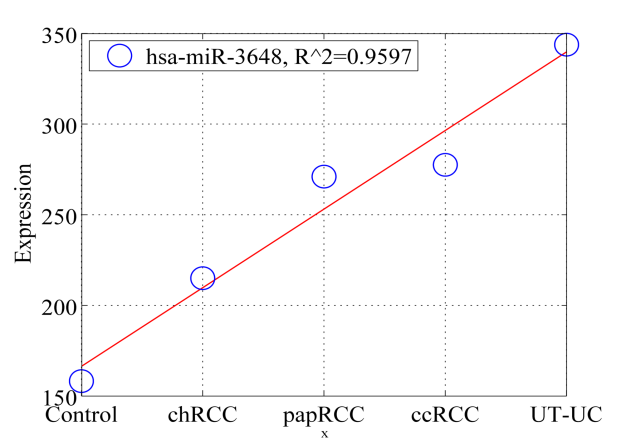 350
hsa-miR-3648, R^2=0.9597
300
250
200
150
Expression
Control chRCC papRCC ccRCC UT-UC
x